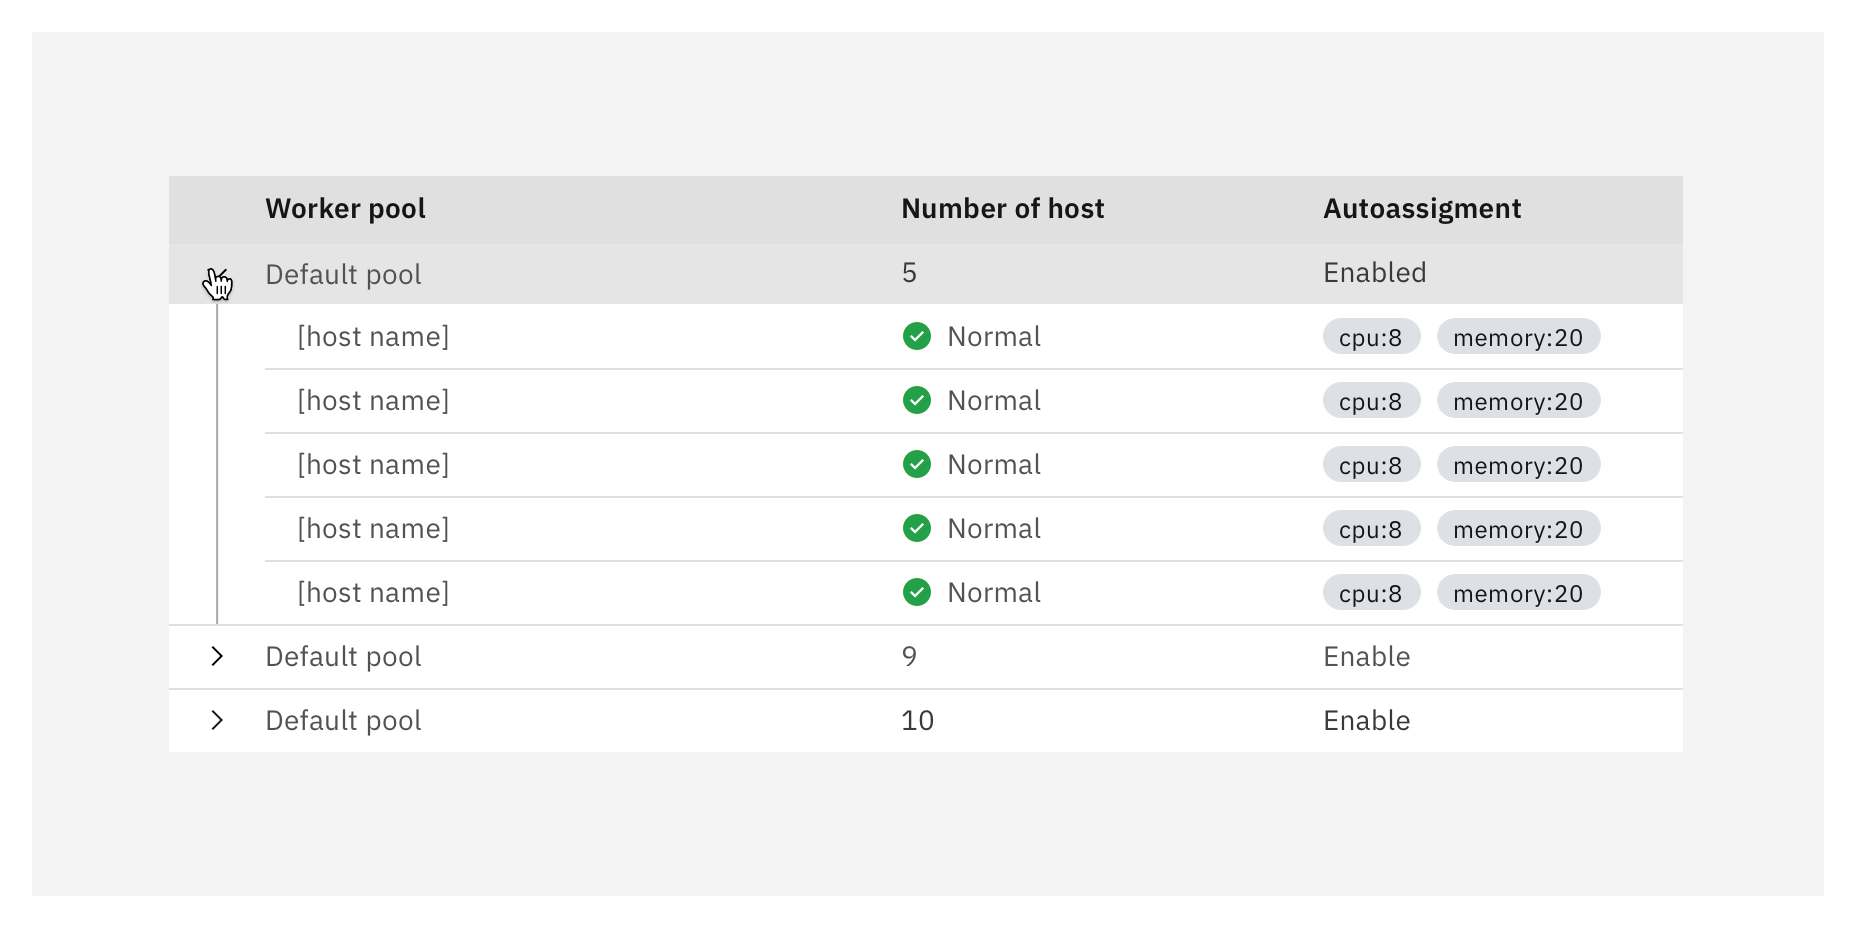 Worker pool Number of host Autoassigment
Default pool 5 Enabled
[host name] Normal cpu:8 memory:20
[host name] Normal cpu:8 memory:20
[host name] Normal cpu:8 memory:20
[host name] Normal cpu:8 memory:20
[host name] Normal cpu:8 memory:20
Default pool 9 Enable
Default pool 10 Enable